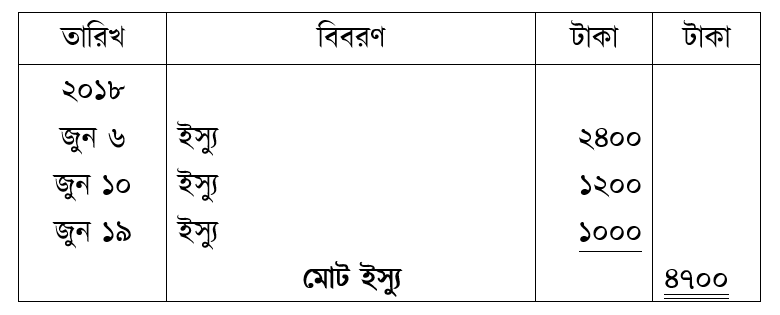 তারিখ বিবরণ টাকা টাকা
২০১৮
জুন ৬ ইস্যু ২৪০০
জুন ১০ ইস্যু ১২০০
জুন ১৯ ইস্যু ১০০০
মোট ইস্যু ৪৭০০